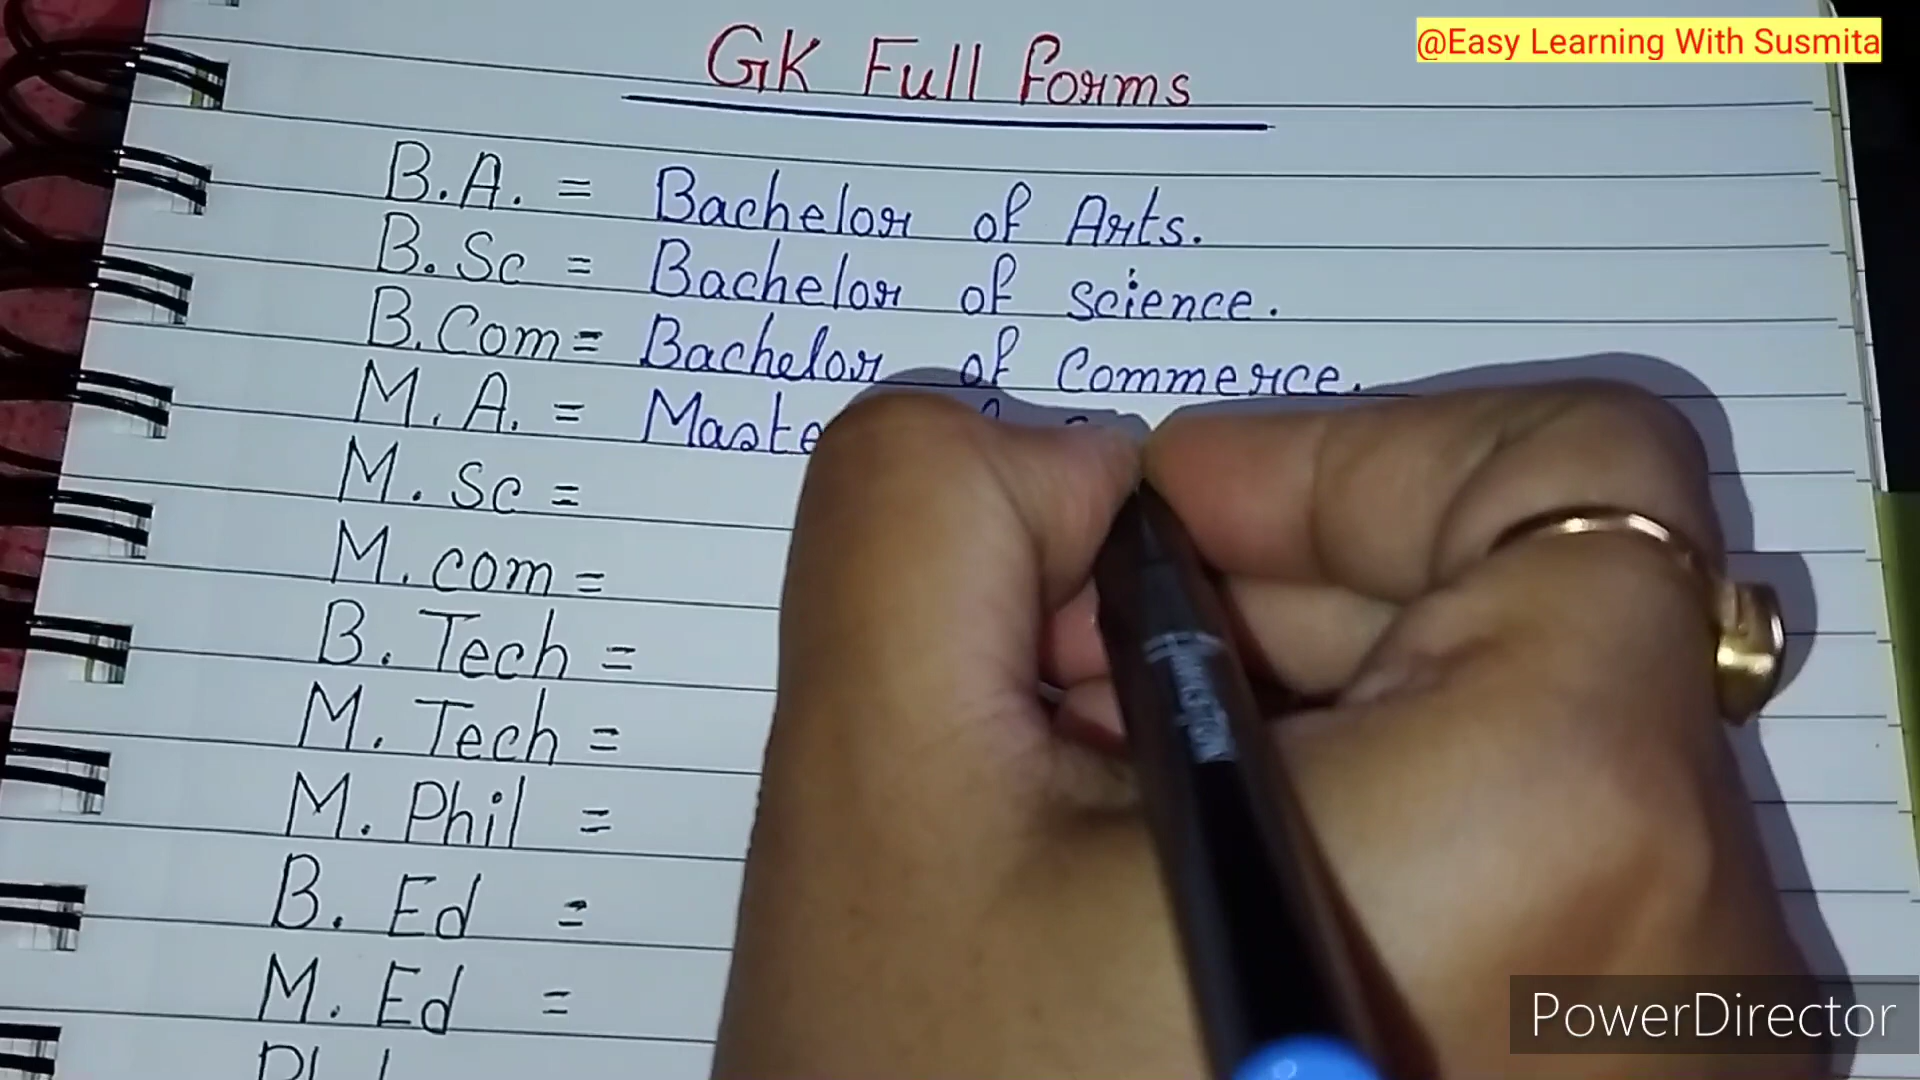 @Easy Learning With Susmita
GK Full forms
B.A. = Bachelor of Arts.
B.Sc = Bachelor of science.
B.Com = Bachelor of Commerce.
M.A. =
M.Sc =
M.com =
B.Tech =
M.Tech =
M.Phil =
B.Ed =
M.Ed =
PowerDirector